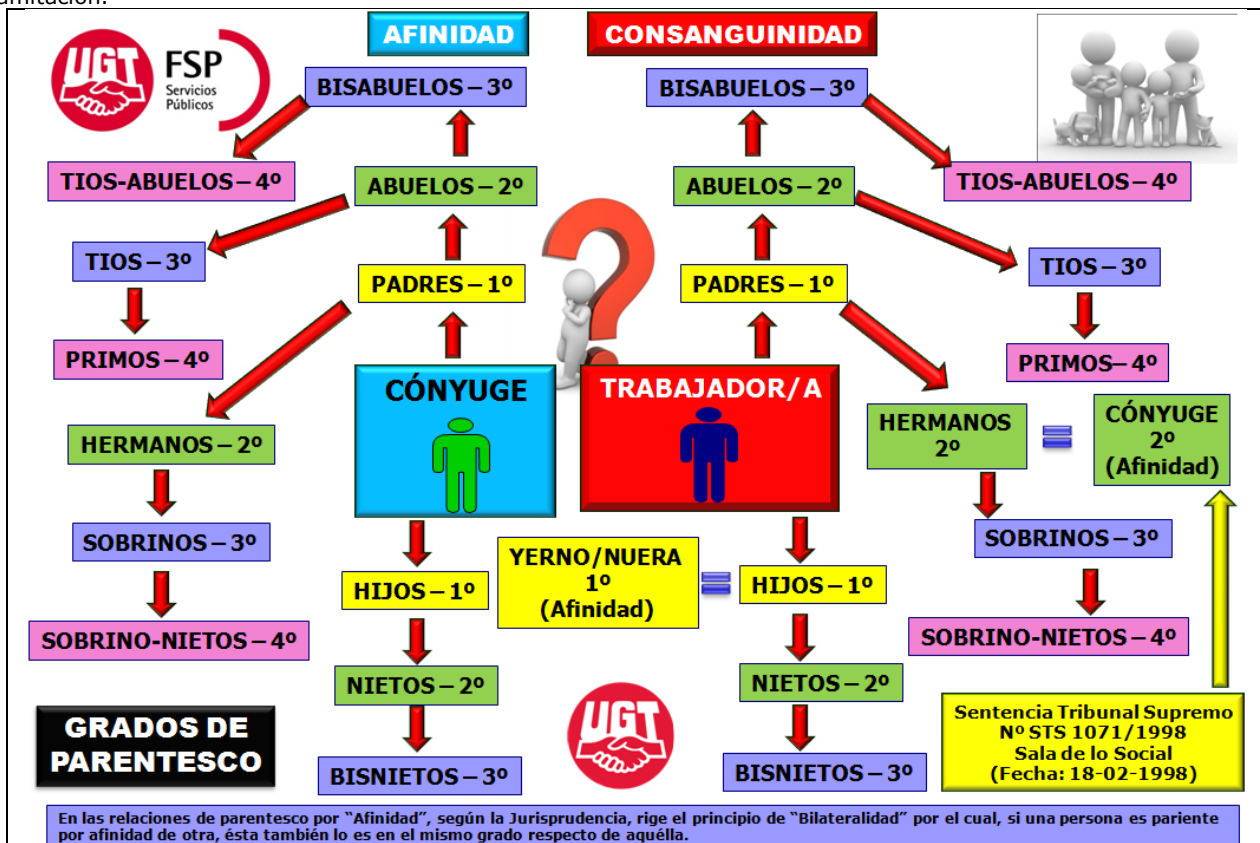 amitación.
UGT
FSP
Servicios
Públicos
AFINIDAD
CONSANGUINIDAD
BISABUELOS – 3º
BISABUELOS – 3º
TIOS-ABUELOS – 4º
ABUELOS – 2º
ABUELOS – 2º
TIOS-ABUELOS – 4º
TIOS – 3º
PADRES – 1º
PADRES – 1º
TIOS – 3º
PRIMOS – 4º
PRIMOS– 4º
CÓNYUGE
TRABAJADOR/A
HERMANOS – 2º
HERMANOS
2º
CÓNYUGE
2º
(Afinidad)
SOBRINOS – 3º
SOBRINOS – 3º
HIJOS – 1º
YERNO/NUERA
1º
(Afinidad)
HIJOS – 1º
SOBRINO-NIETOS – 4º
SOBRINO-NIETOS – 4º
NIETOS – 2º
NIETOS – 2º
UGT
GRADOS DE
PARENTESCO
BISNIETOS – 3º
BISNIETOS – 3º
Sentencia Tribunal Supremo
Nº STS 1071/1998
Sala de lo Social
(Fecha: 18-02-1998)
En las relaciones de parentesco por “Afinidad”, según la Jurisprudencia, rige el principio de “Bilateralidad” por el cual, si una persona es pariente
por afinidad de otra, ésta también lo es en el mismo grado respecto de aquélla.